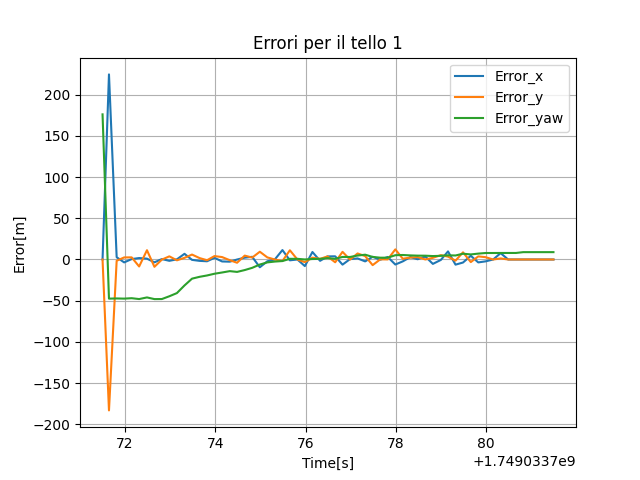 Errori per il tello 1
Error_x
Error_y
Error_yaw
Error[m]
200
150
100
50
0
−50
−100
−150
−200
72 74 76 78 80
Time[s]
+1.7490337e9